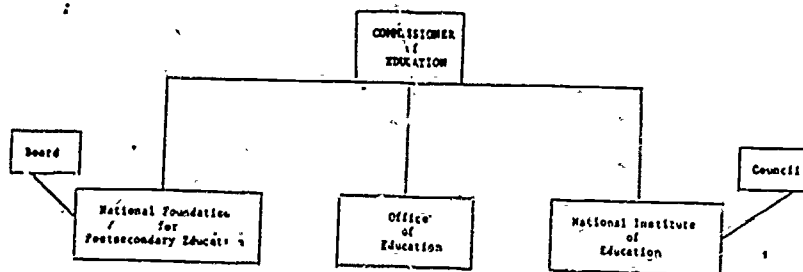 COMMISSIONER
of
EDUCATION
Board
Council
National Foundation
for
Postsecondary Education
Office
of
Education
National Institute
of
Education